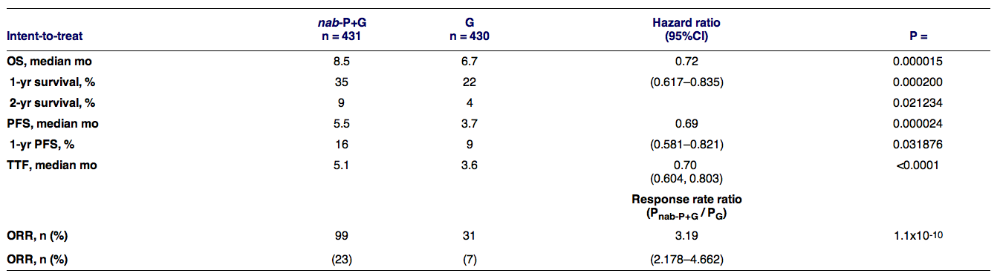 nab-P+G G Hazard ratio
Intent-to-treat n = 431 n = 430 (95%CI) P =
OS, median mo 8.5 6.7 0.72 0.000015
1-yr survival, % 35 22 (0.617–0.835) 0.000200
2-yr survival, % 9 4 0.021234
PFS, median mo 5.5 3.7 0.69 0.000024
1-yr PFS, % 16 9 (0.581–0.821) 0.031876
TTF, median mo 5.1 3.6 0.70 <0.0001
(0.604, 0.803)
Response rate ratio
(Pnab-P+G / PG)
ORR, n (%) 99 31 3.19 1.1x10-10
ORR, n (%) (23) (7) (2.178–4.662)